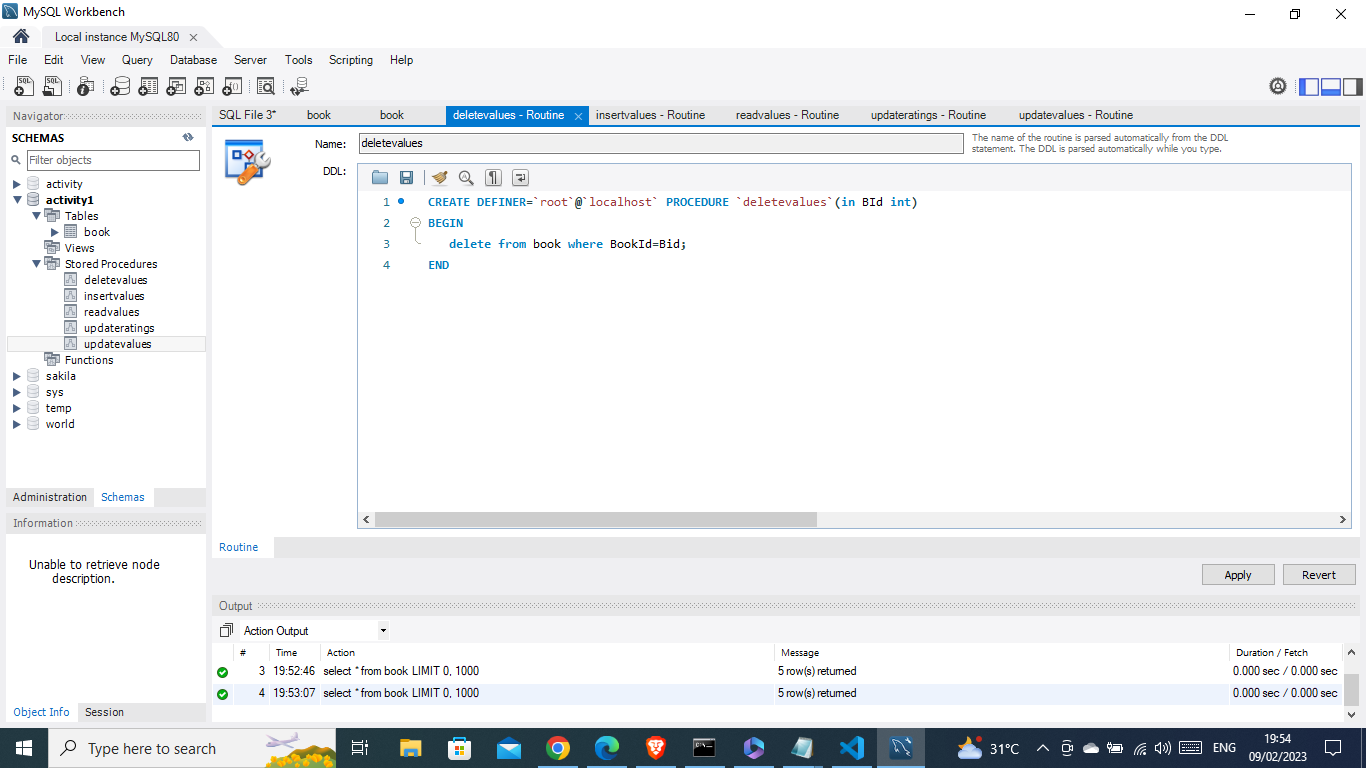 MySQL Workbench
Local instance MySQL80
File Edit View Query Database Server Tools Scripting Help
Navigator
SCHEMAS
Filter objects
activity
activity1
Tables
book
Views
Stored Procedures
deletevalues
insertvalues
readvalues
updateratings
updatevalues
Functions
sakila
sys
temp
world
Administration Schemas
Information
Unable to retrieve node
description.
Object Info Session
SQL File 3* book book deletevalues - Routine insertvalues - Routine readvalues - Routine updateratings - Routine updatevalues - Routine
Name: deletevalues
The name of the routine is parsed automatically from the DDL
statement. The DDL is parsed automatically while you type.
DDL:
1 CREATE DEFINER=`root`@`localhost` PROCEDURE `deletevalues`(in BId int)
2 BEGIN
3 delete from book where BookId=Bid;
4 END
Routine
Apply Revert
Output
Action Output
# Time Action Message Duration / Fetch
3 19:52:46 select * from book LIMIT 0, 1000 5 row(s) returned 0.000 sec / 0.000 sec
4 19:53:07 select * from book LIMIT 0, 1000 5 row(s) returned 0.000 sec / 0.000 sec
Type here to search
31°C
ENG
19:54
09/02/2023